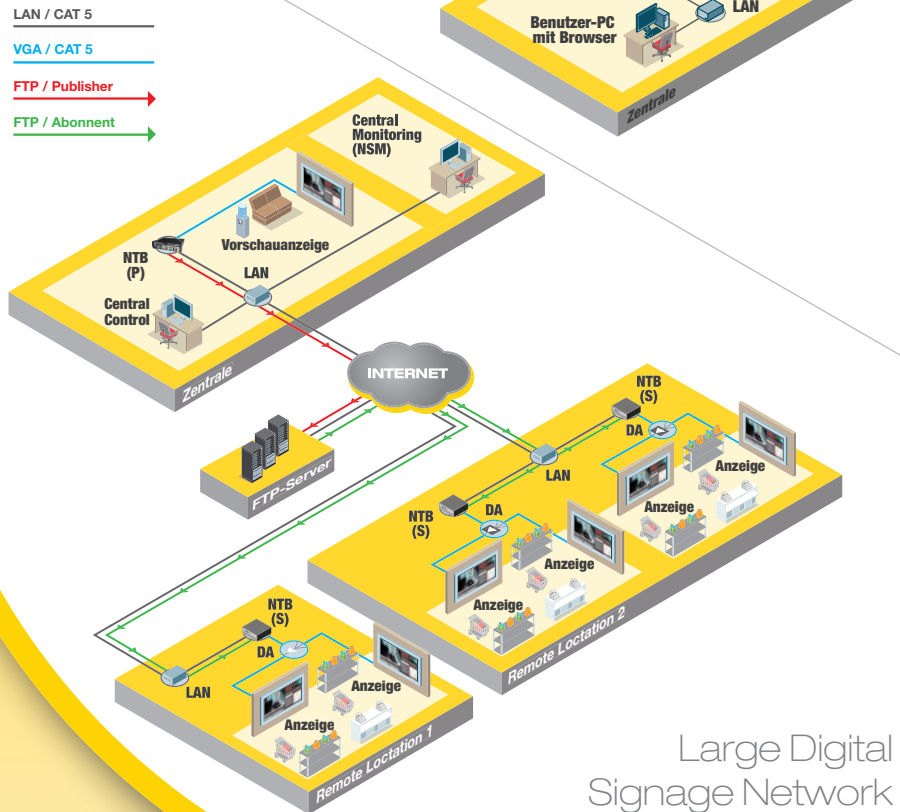 LAN / CAT 5
VGA / CAT 5
FTP / Publisher
FTP / Abonnent
Benutzer-PC
mit Browser
LAN
Zentrale
Central
Monitoring
(NSM)
Vorschauanzeige
NTB
(P)
LAN
Central
Control
Zentrale
INTERNET
FTP-Server
NTB
(S)
DA
Anzeige
LAN
Anzeige
NTB
(S)
DA
Anzeige
Anzeige
Remote Loctation 2
NTB
(S)
DA
LAN
Anzeige
Anzeige
Remote Loctation 1
Large Digital
Signage Network